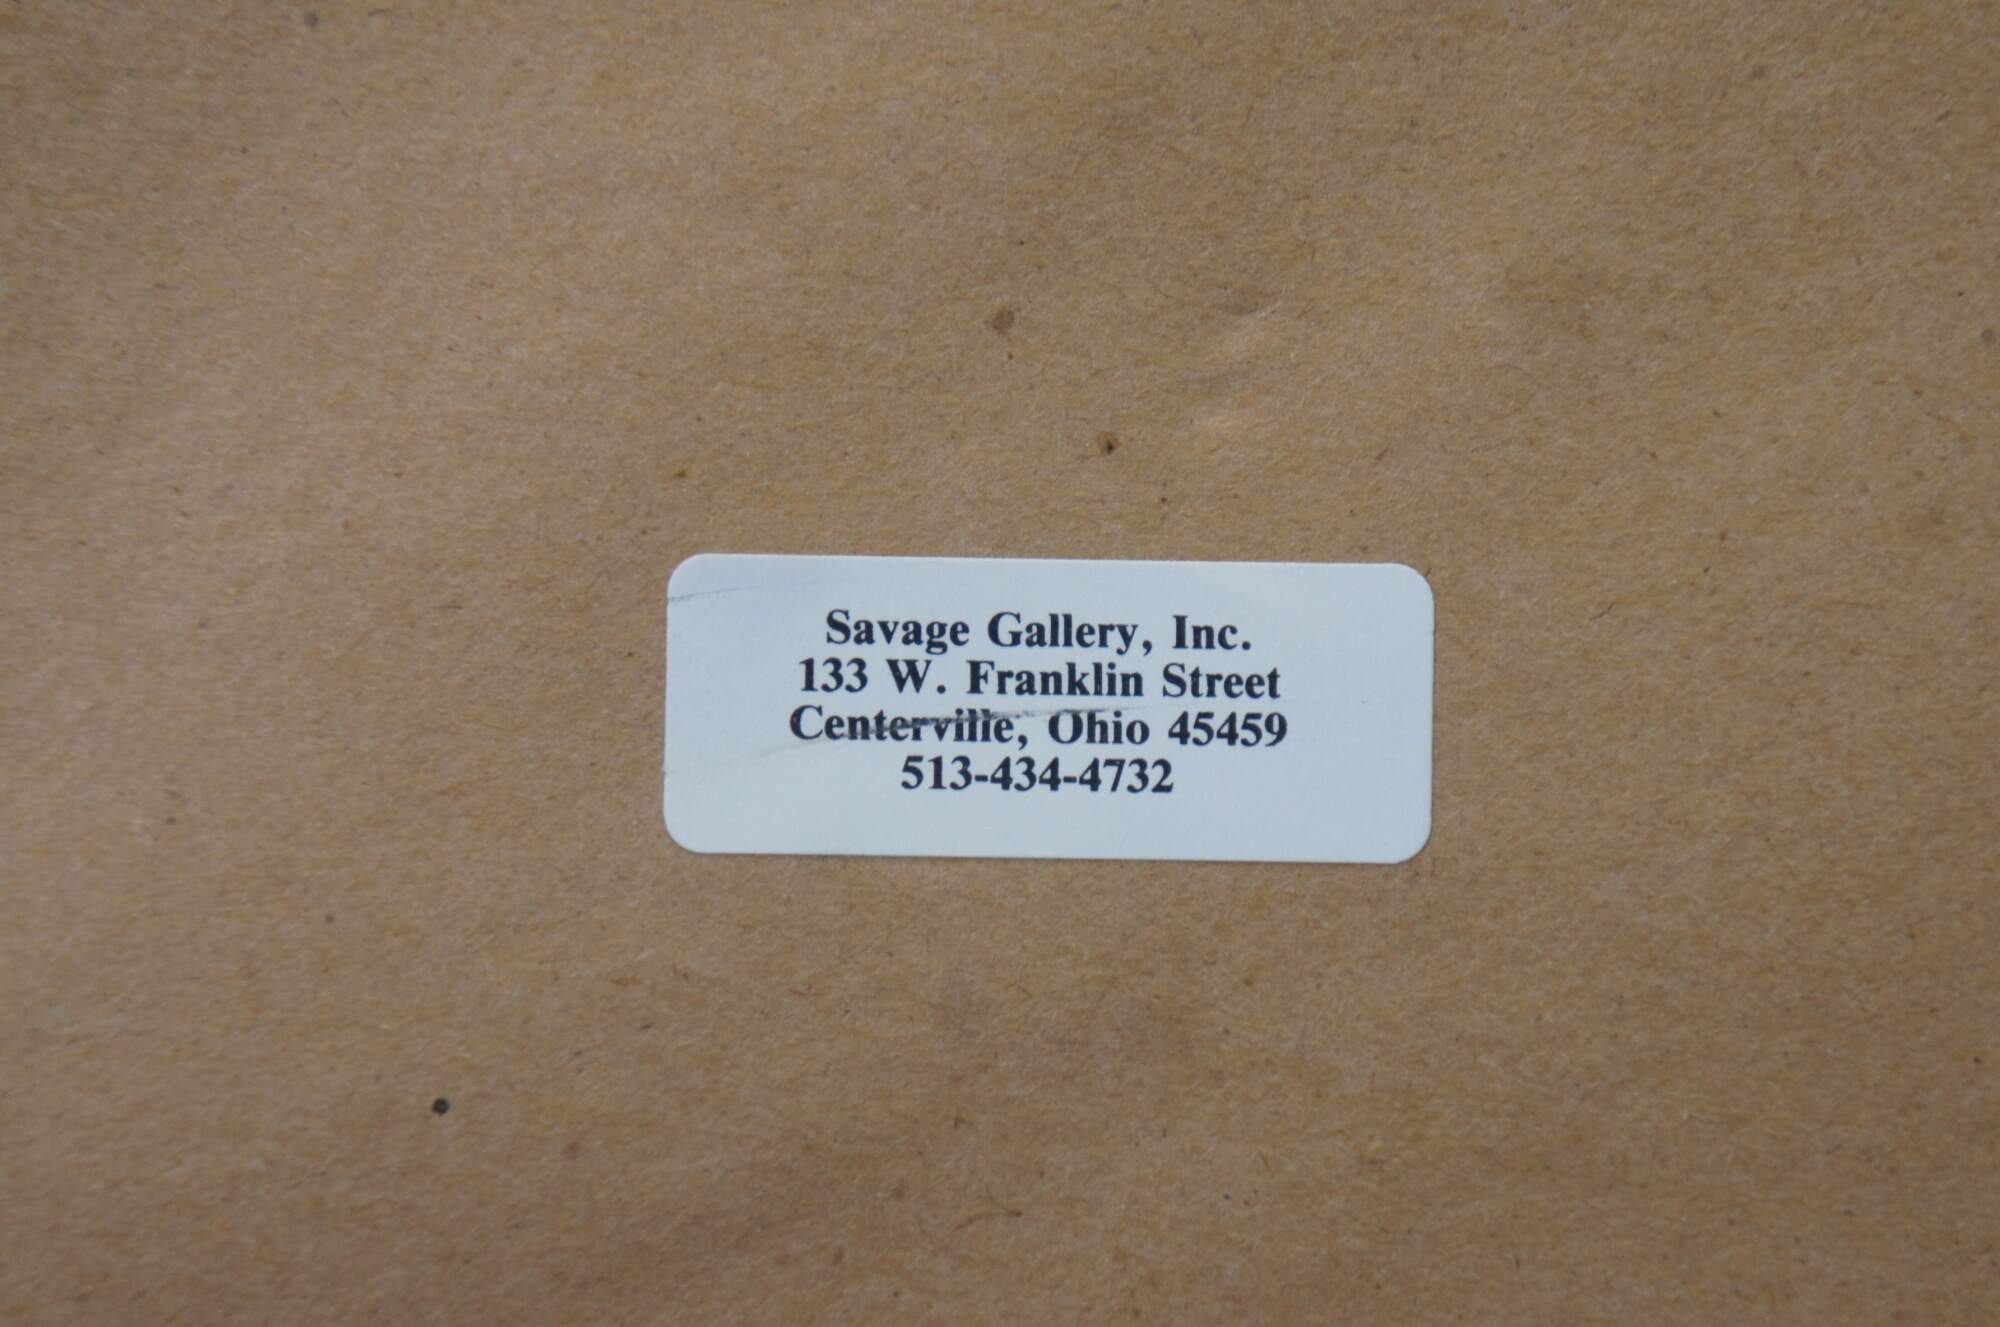 Savage Gallery, Inc.
133 W. Franklin Street
Centerville, Ohio 45459
513-434-4732